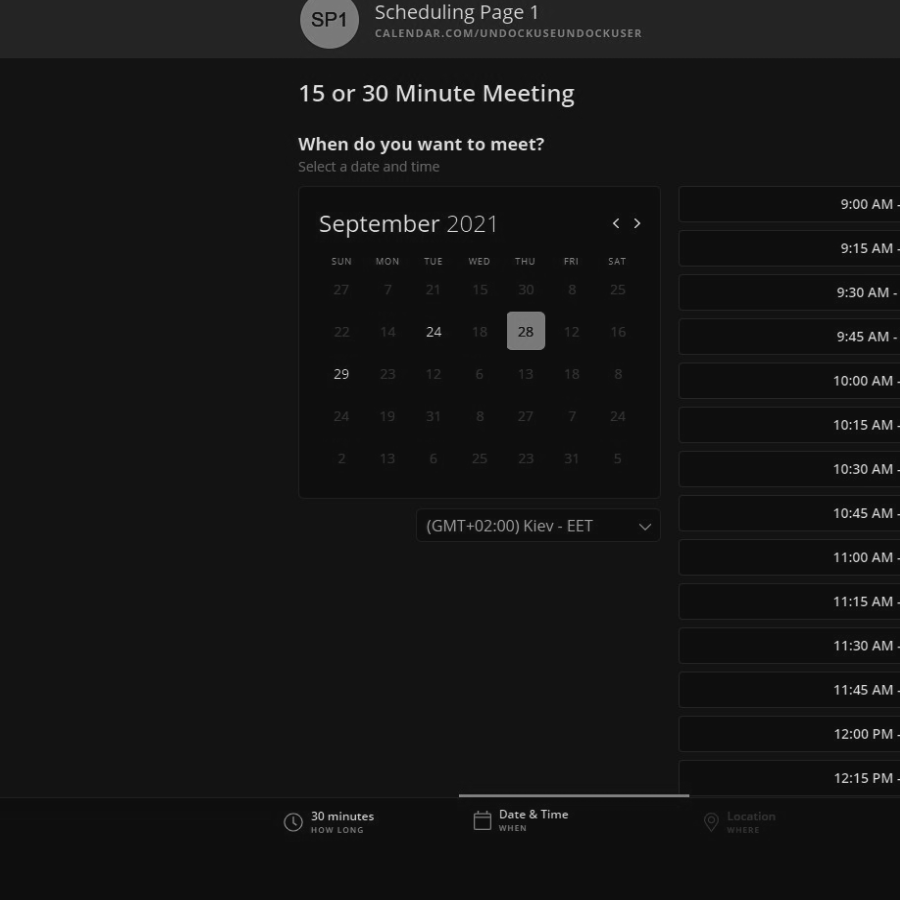 SP1
Scheduling Page 1
CALENDAR.COM/UNDOCKUSEUNDOCKUSER
15 or 30 Minute Meeting
When do you want to meet?
Select a date and time
September 2021
SUN MON TUE WED THU FRI SAT
27 7 21 15 30 8 25
22 14 24 18 28 12 16
29 23 12 6 13 18 8
24 19 31 8 27 7 24
2 13 6 25 23 31 5
(GMT+02:00) Kiev - EET
9:00 AM -
9:15 AM -
9:30 AM -
9:45 AM -
10:00 AM -
10:15 AM -
10:30 AM -
10:45 AM -
11:00 AM -
11:15 AM -
11:30 AM -
11:45 AM -
12:00 PM -
12:15 PM -
30 minutes
HOW LONG
Date & Time
WHEN
Location
WHERE